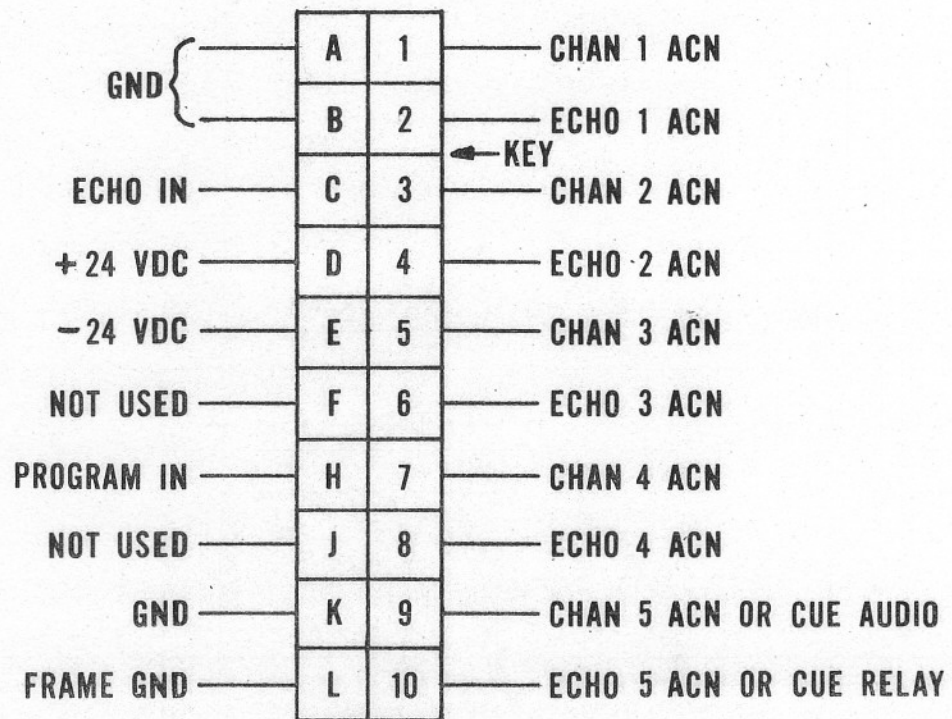 A 1 CHAN 1 ACN
GND
B 2 ECHO 1 ACN
KEY
ECHO IN C 3 CHAN 2 ACN
+24 VDC D 4 ECHO 2 ACN
-24 VDC E 5 CHAN 3 ACN
NOT USED F 6 ECHO 3 ACN
PROGRAM IN H 7 CHAN 4 ACN
NOT USED J 8 ECHO 4 ACN
GND K 9 CHAN 5 ACN OR CUE AUDIO
FRAME GND L 10 ECHO 5 ACN OR CUE RELAY